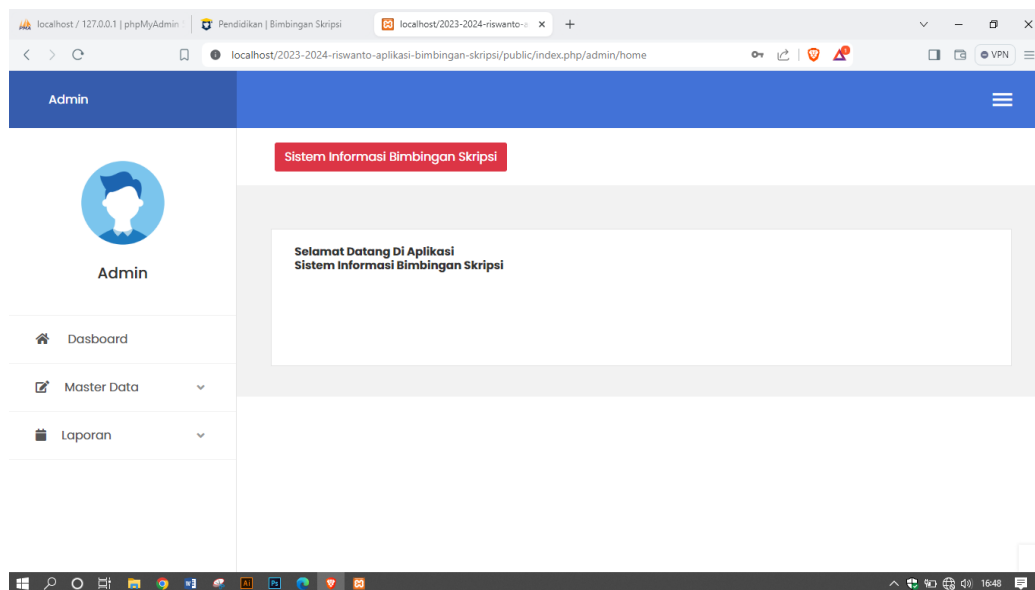 localhost / 127.0.0.1 | phpMyAdmin
Pendidikan | Bimbingan Skripsi
localhost/2023-2024-riswanto-a
localhost/2023-2024-riswanto-aplikasi-bimbingan-skripsi/public/index.php/admin/home
VPN
Admin
Sistem Informasi Bimbingan Skripsi
Selamat Datang Di Aplikasi
Sistem Informasi Bimbingan Skripsi
Admin
Dasboard
Master Data
Laporan
Ai
Ps
16:48